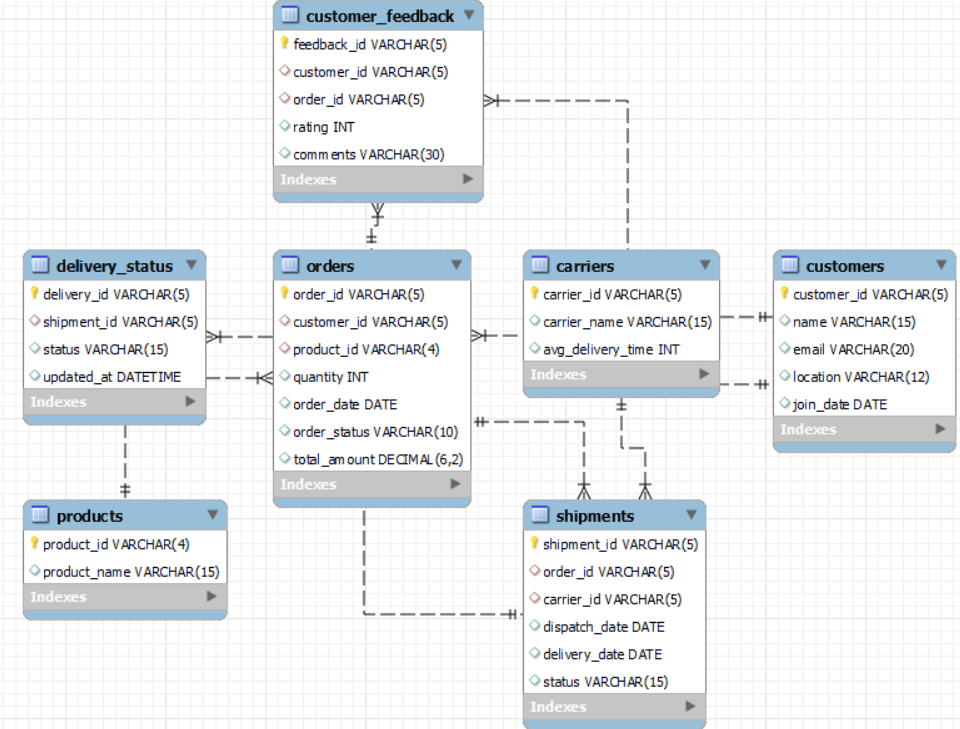 customer_feedback
feedback_id VARCHAR(5)
customer_id VARCHAR(5)
order_id VARCHAR(5)
rating INT
comments VARCHAR(30)
Indexes
delivery_status
delivery_id VARCHAR(5)
shipment_id VARCHAR(5)
status VARCHAR(15)
updated_at DATETIME
Indexes
orders
order_id VARCHAR(5)
customer_id VARCHAR(5)
product_id VARCHAR(4)
quantity INT
order_date DATE
order_status VARCHAR(10)
total_amount DECIMAL(6,2)
Indexes
carriers
carrier_id VARCHAR(5)
carrier_name VARCHAR(15)
avg_delivery_time INT
Indexes
customers
customer_id VARCHAR(5)
name VARCHAR(15)
email VARCHAR(20)
location VARCHAR(12)
join_date DATE
Indexes
products
product_id VARCHAR(4)
product_name VARCHAR(15)
Indexes
shipments
shipment_id VARCHAR(5)
order_id VARCHAR(5)
carrier_id VARCHAR(5)
dispatch_date DATE
delivery_date DATE
status VARCHAR(15)
Indexes